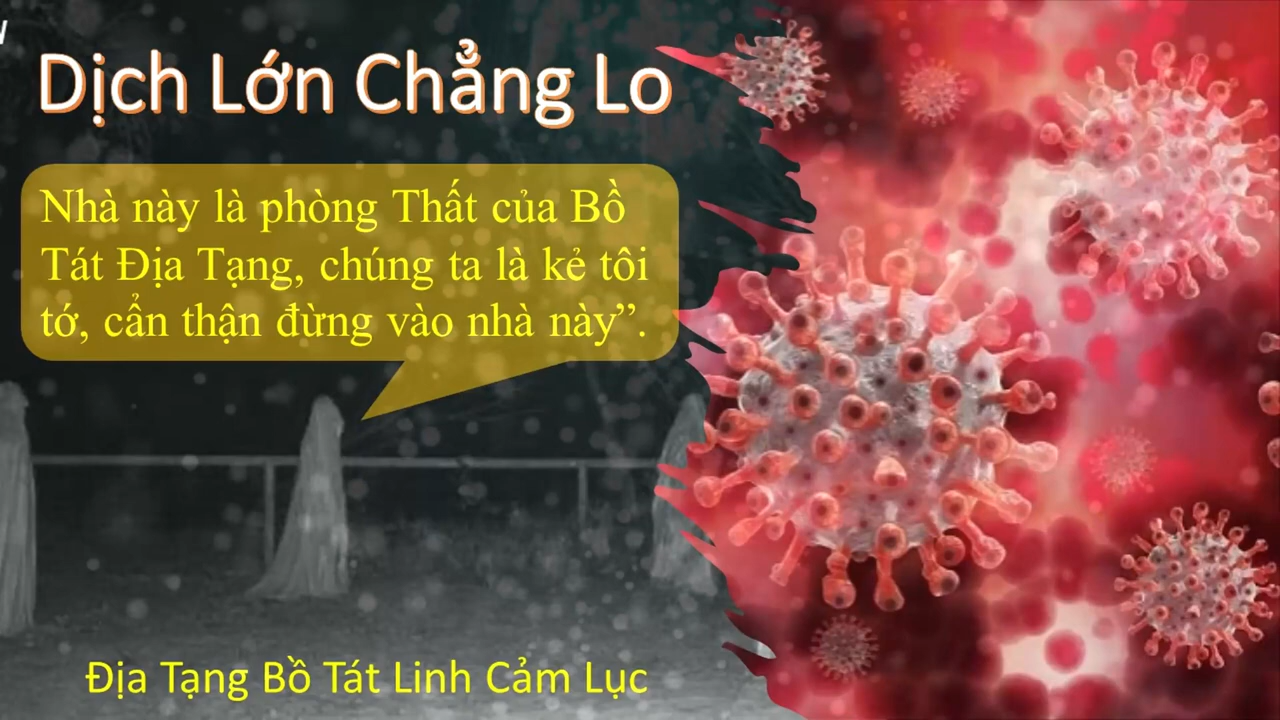 Dịch Lớn Chẳng Lo
Nhà này là phòng Thất của Bồ
Tát Địa Tạng, chúng ta là kẻ tôi
tớ, cẩn thận đừng vào nhà này”.
Địa Tạng Bồ Tát Linh Cảm Lục